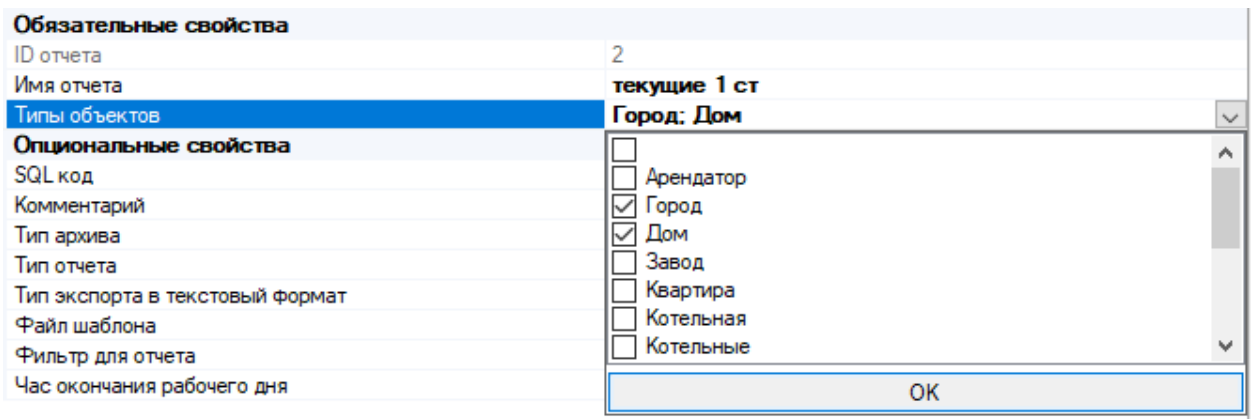 Обязательные свойства
ID отчета 2
Имя отчета текущие 1 ст
Типы объектов Город; Дом
Опциональные свойства
SQL код Арендатор
Комментарий Город
Тип архива Дом
Тип отчета Завод
Тип экспорта в текстовый формат Квартира
Файл шаблона Котельная
Фильтр для отчета Котельные
Час окончания рабочего дня OK